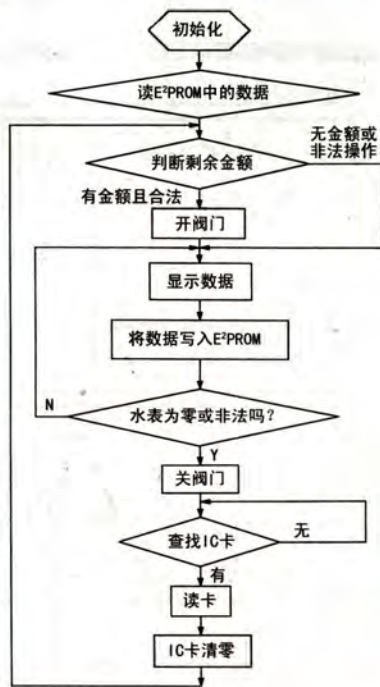 初始化
读E²PROM中的数据
无金额或
非法操作
判断剩余金额
有金额且合法
开阀门
显示数据
将数据写入E²PROM
N
水表为零或非法吗?
Y
关阀门
查找IC卡
无
有
读卡
IC卡清零